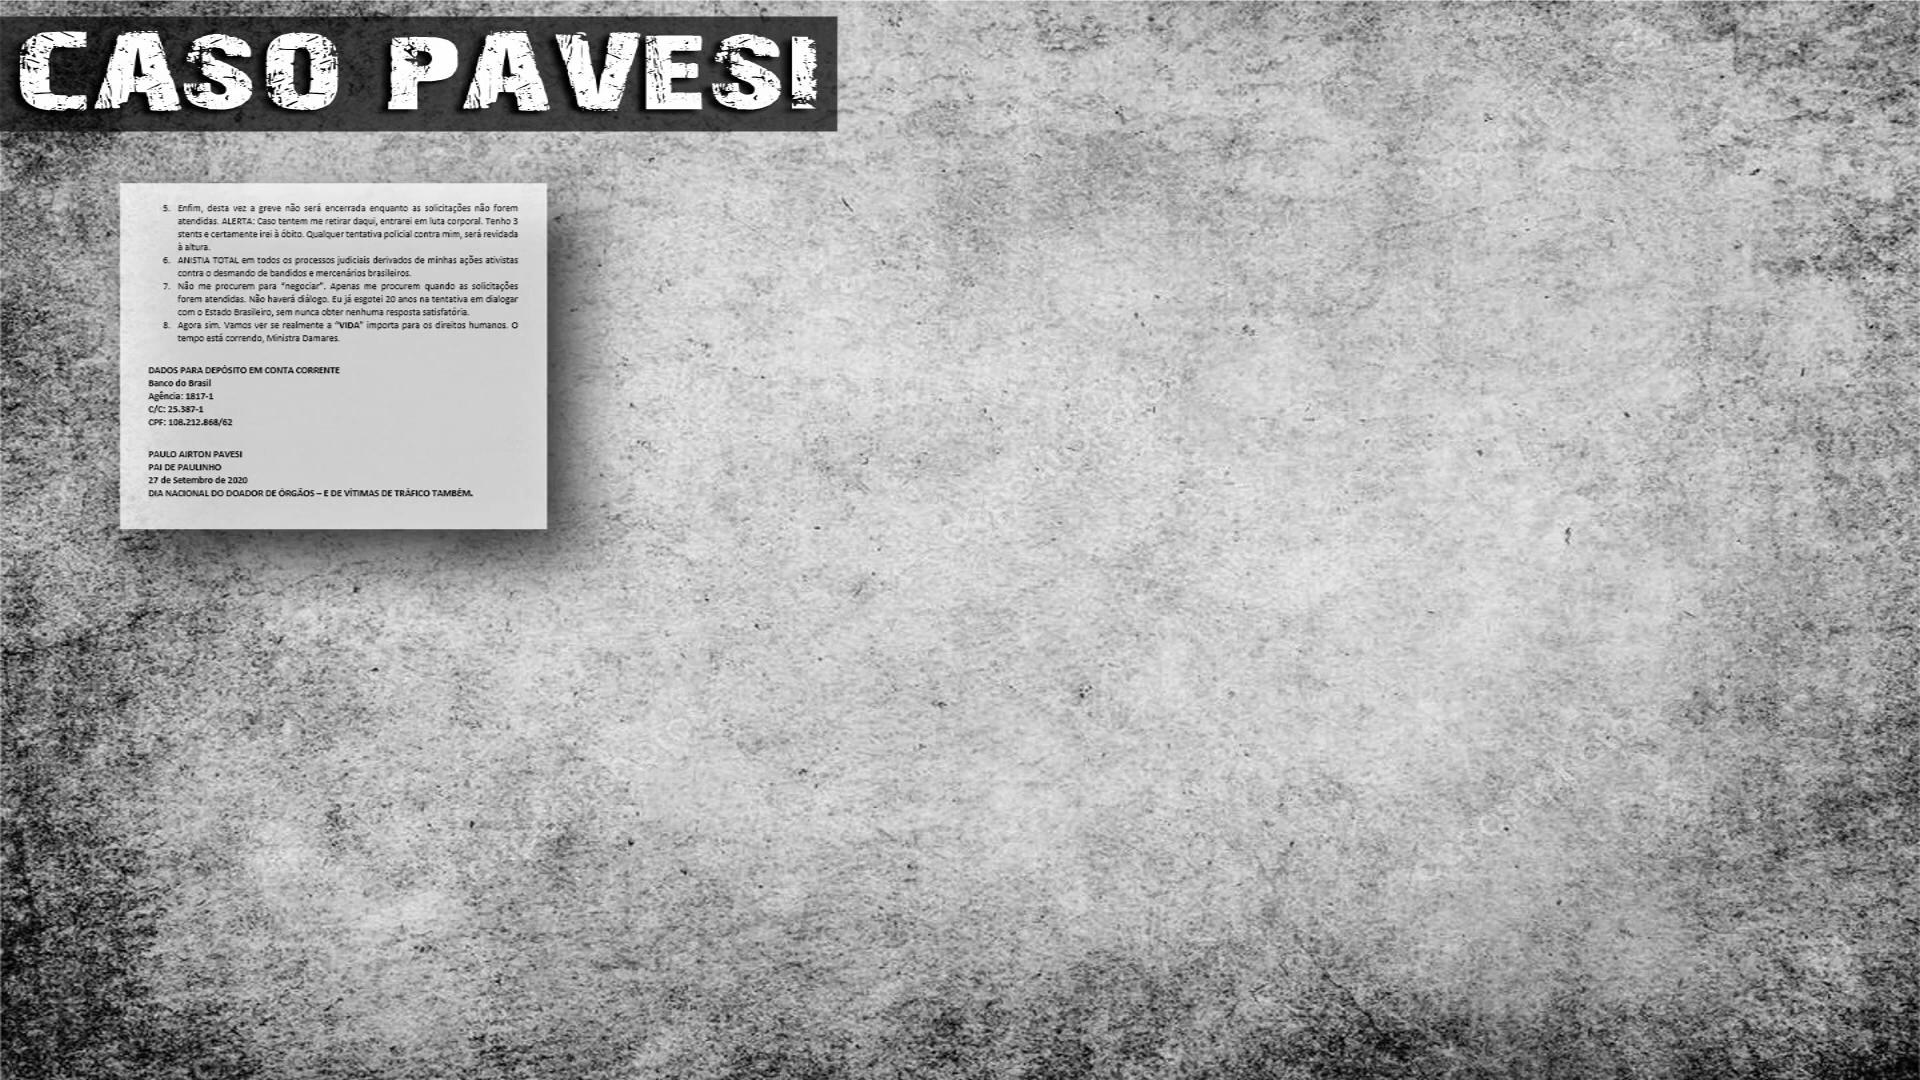 CASO PAVESI
5. Enfim, desta vez a greve não será encerrada enquanto as solicitações não forem
atendidas. ALERTA: Caso tentem me retirar daqui, entrarei em luta corporal. Tenho 3
stents e certamente irei à óbito. Qualquer tentativa policial contra mim, será revidada
à altura.
6. ANISTIA TOTAL em todos os processos judiciais derivados de minhas ações ativistas
contra o desmando de bandidos e mercenários brasileiros.
7. Não me procurem para “negociar”. Apenas me procurem quando as solicitações
forem atendidas. Não haverá diálogo. Eu já esgotei 20 anos na tentativa em dialogar
com o Estado Brasileiro, sem nunca obter nenhuma resposta satisfatória.
8. Agora sim. Vamos ver se realmente a “VIDA” importa para os direitos humanos. O
tempo está correndo, Ministra Damares.
DADOS PARA DEPÓSITO EM CONTA CORRENTE
Banco do Brasil
Agência: 1817-1
C/C: 25.387-1
CPF: 108.212.868/62
PAULO AIRTON PAVESI
PAI DE PAULINHO
27 de Setembro de 2020
DIA NACIONAL DO DOADOR DE ÓRGÃOS – E DE VÍTIMAS DE TRÁFICO TAMBÉM.